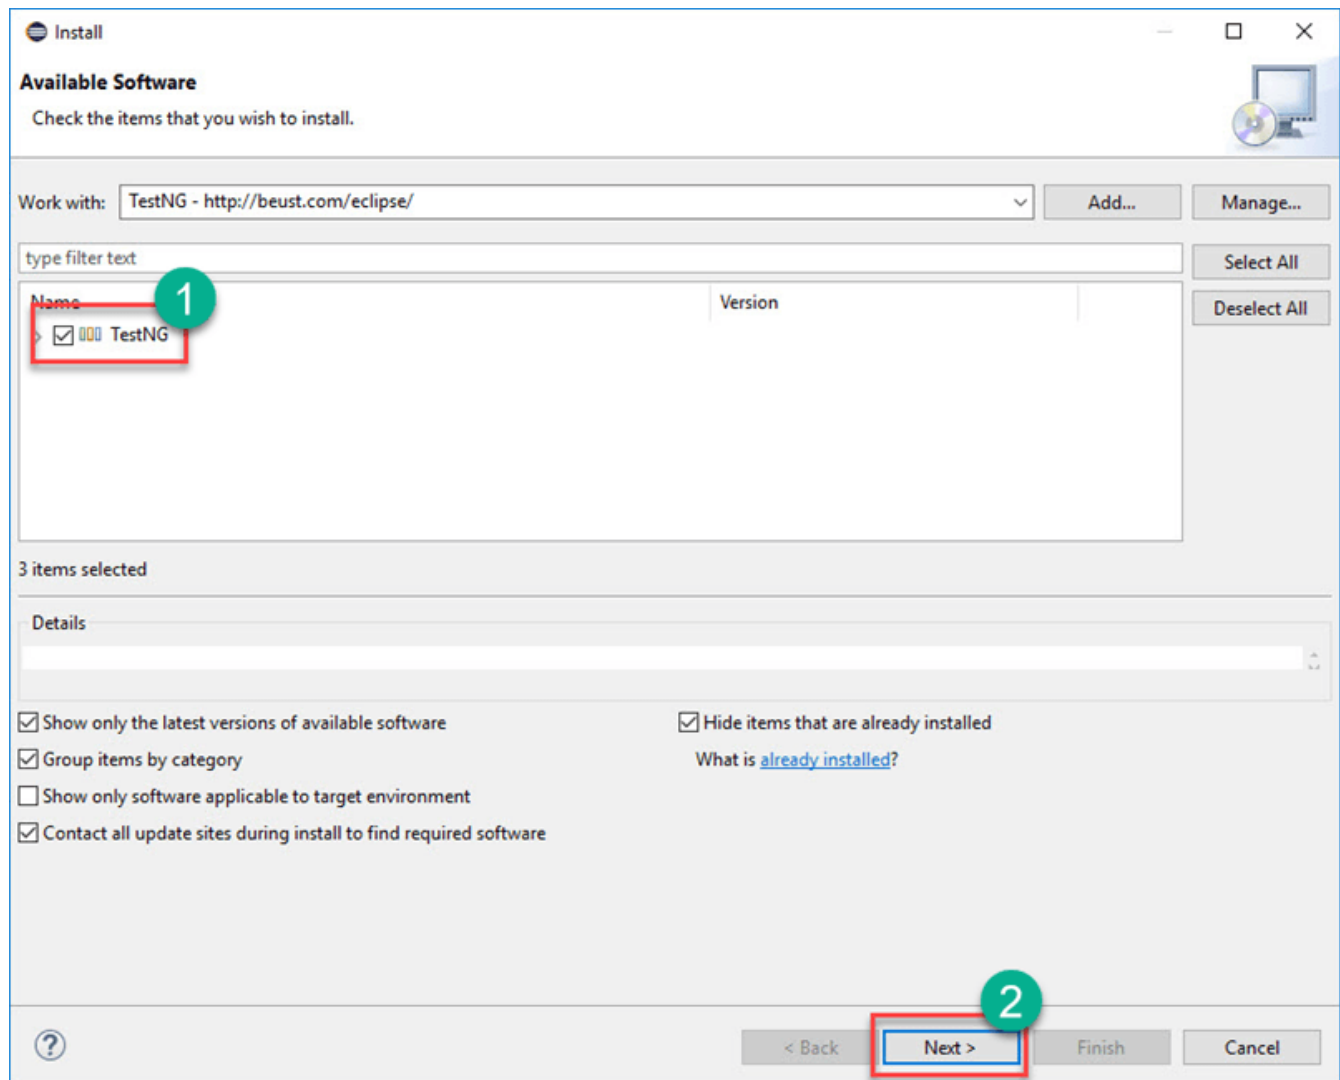 Install
Available Software
Check the items that you wish to install.
Work with: TestNG - http://beust.com/eclipse/ Add... Manage...
type filter text
Select All
1
Name Version
Deselect All
TestNG
3 items selected
Details
Show only the latest versions of available software Hide items that are already installed
Group items by category What is already installed?
Show only software applicable to target environment
Contact all update sites during install to find required software
2
? < Back Next > Finish Cancel